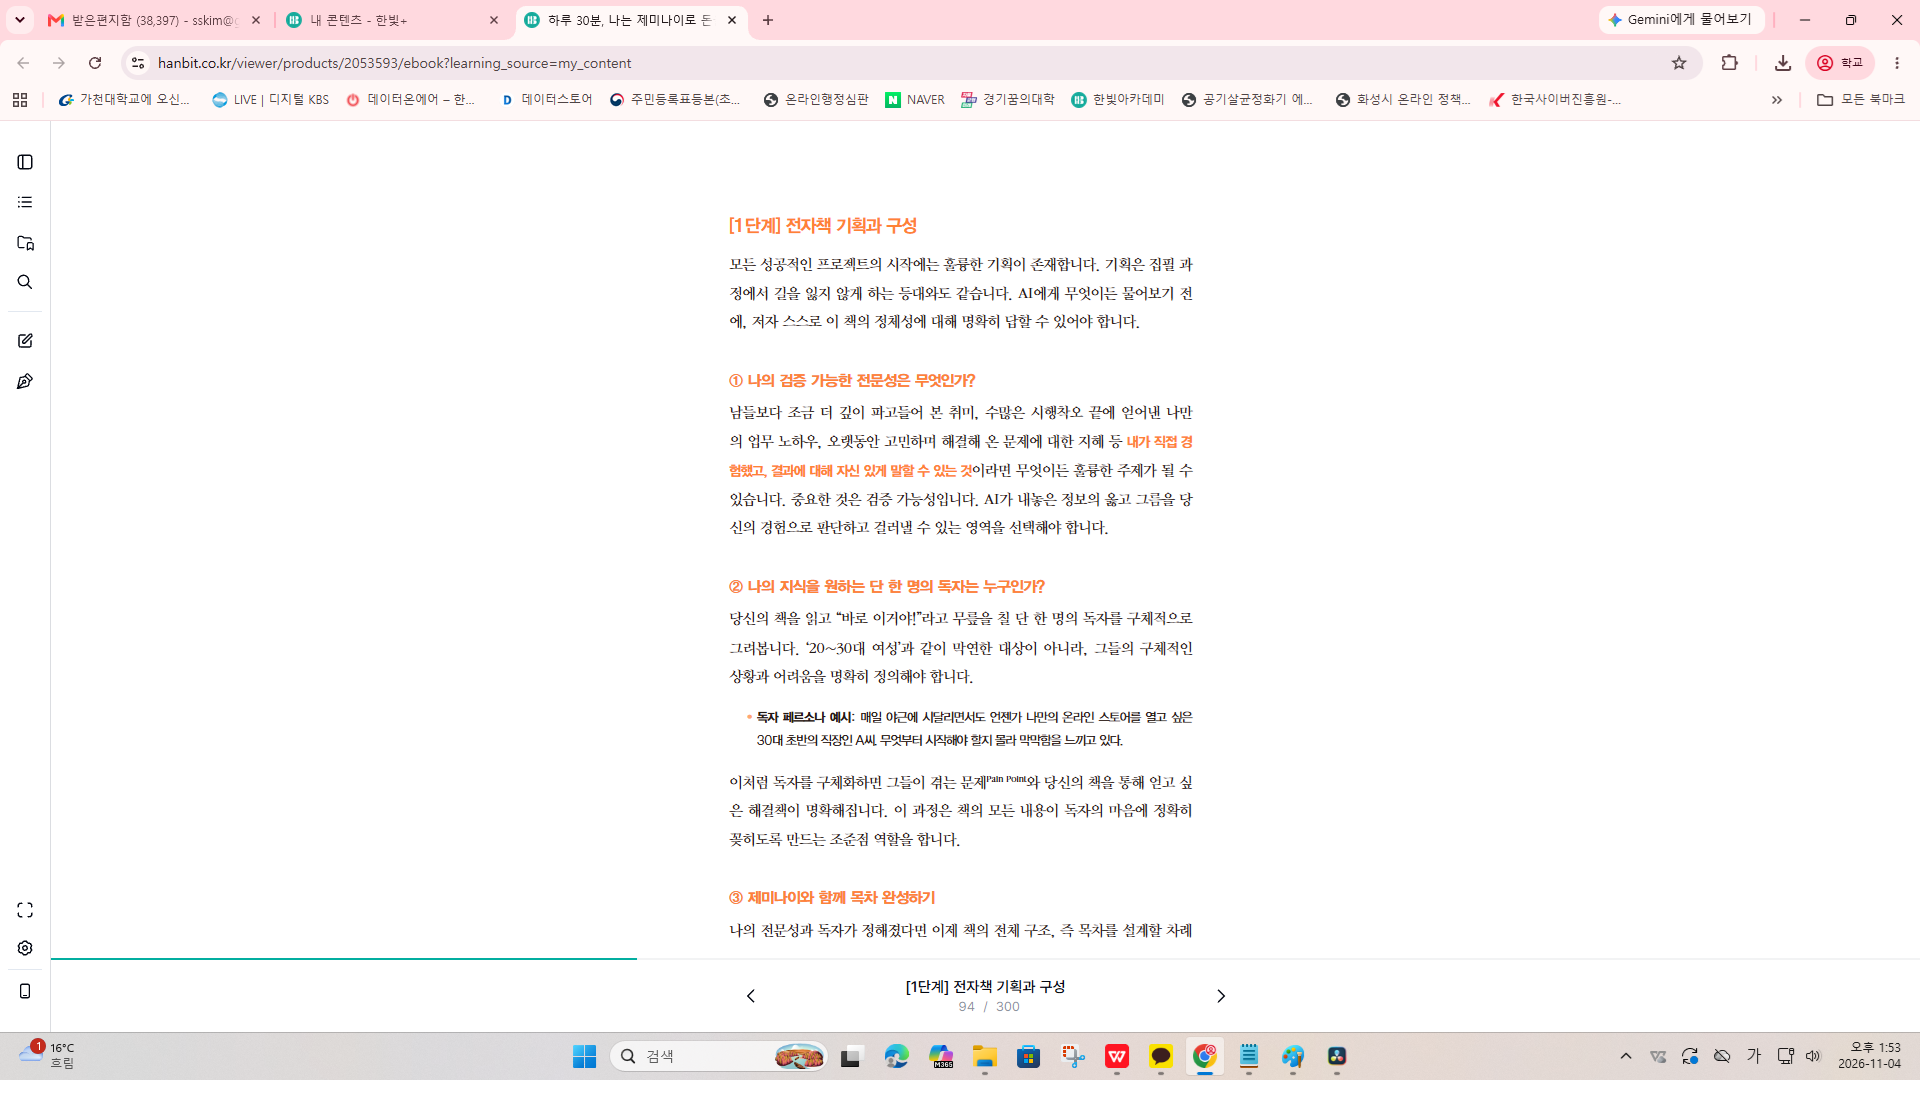 받은편지함 (38,397) - sskim@g
내 콘텐츠 - 한빛+
하루 30분, 나는 제미나이로 돈
Gemini에게 물어보기
hanbit.co.kr/viewer/products/2053593/ebook?learning_source=my_content
학교
가천대학교에 오신...
LIVE | 디지털 KBS
데이터온에어 – 한...
데이터스토어
주민등록표등본(초...
온라인행정심판
NAVER
경기꿈의대학
한빛아카데미
공기살균정화기 에...
화성시 온라인 정책...
한국사이버진흥원-...
모든 북마크
[1단계] 전자책 기획과 구성
모든 성공적인 프로젝트의 시작에는 훌륭한 기획이 존재합니다. 기획은 집필 과
정에서 길을 잃지 않게 하는 등대와도 같습니다. AI에게 무엇이든 물어보기 전
에, 저자 스스로 이 책의 정체성에 대해 명확히 답할 수 있어야 합니다.
① 나의 검증 가능한 전문성은 무엇인가?
남들보다 조금 더 깊이 파고들어 본 취미, 수많은 시행착오 끝에 얻어낸 나만
의 업무 노하우, 오랫동안 고민하며 해결해 온 문제에 대한 지혜 등 내가 직접 경
험했고, 결과에 대해 자신 있게 말할 수 있는 것이라면 무엇이든 훌륭한 주제가 될 수
있습니다. 중요한 것은 검증 가능성입니다. AI가 내놓은 정보의 옳고 그름을 당
신의 경험으로 판단하고 걸러낼 수 있는 영역을 선택해야 합니다.
② 나의 지식을 원하는 단 한 명의 독자는 누구인가?
당신의 책을 읽고 “바로 이거야!”라고 무릎을 칠 단 한 명의 독자를 구체적으로
그려봅니다. ‘20~30대 여성’과 같이 막연한 대상이 아니라, 그들의 구체적인
상황과 어려움을 명확히 정의해야 합니다.
• 독자 페르소나 예시: 매일 야근에 시달리면서도 언젠가 나만의 온라인 스토어를 열고 싶은
30대 초반의 직장인 A씨. 무엇부터 시작해야 할지 몰라 막막함을 느끼고 있다.
이처럼 독자를 구체화하면 그들이 겪는 문제Pain Point와 당신의 책을 통해 얻고 싶
은 해결책이 명확해집니다. 이 과정은 책의 모든 내용이 독자의 마음에 정확히
꽂히도록 만드는 조준점 역할을 합니다.
③ 제미나이와 함께 목차 완성하기
나의 전문성과 독자가 정해졌다면 이제 책의 전체 구조, 즉 목차를 설계할 차례
[1단계] 전자책 기획과 구성
94 / 300
1
16°C
흐림
검색
M365
가
오후 1:53
2026-11-04